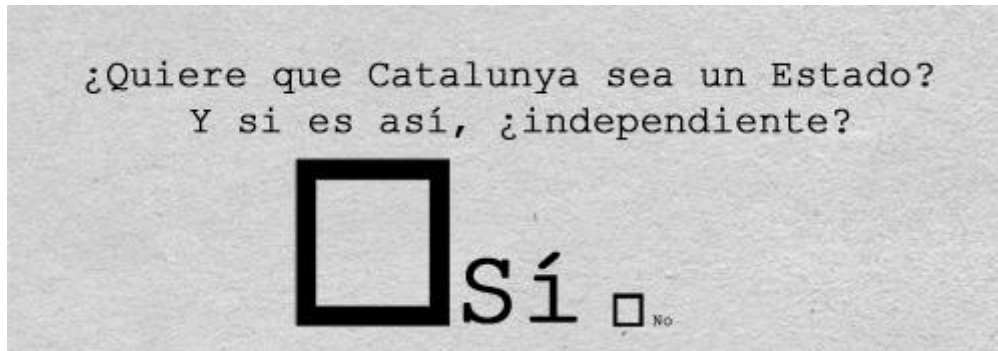 ¿Quiere que Catalunya sea un Estado?
Y si es así, ¿independiente?
Sí No